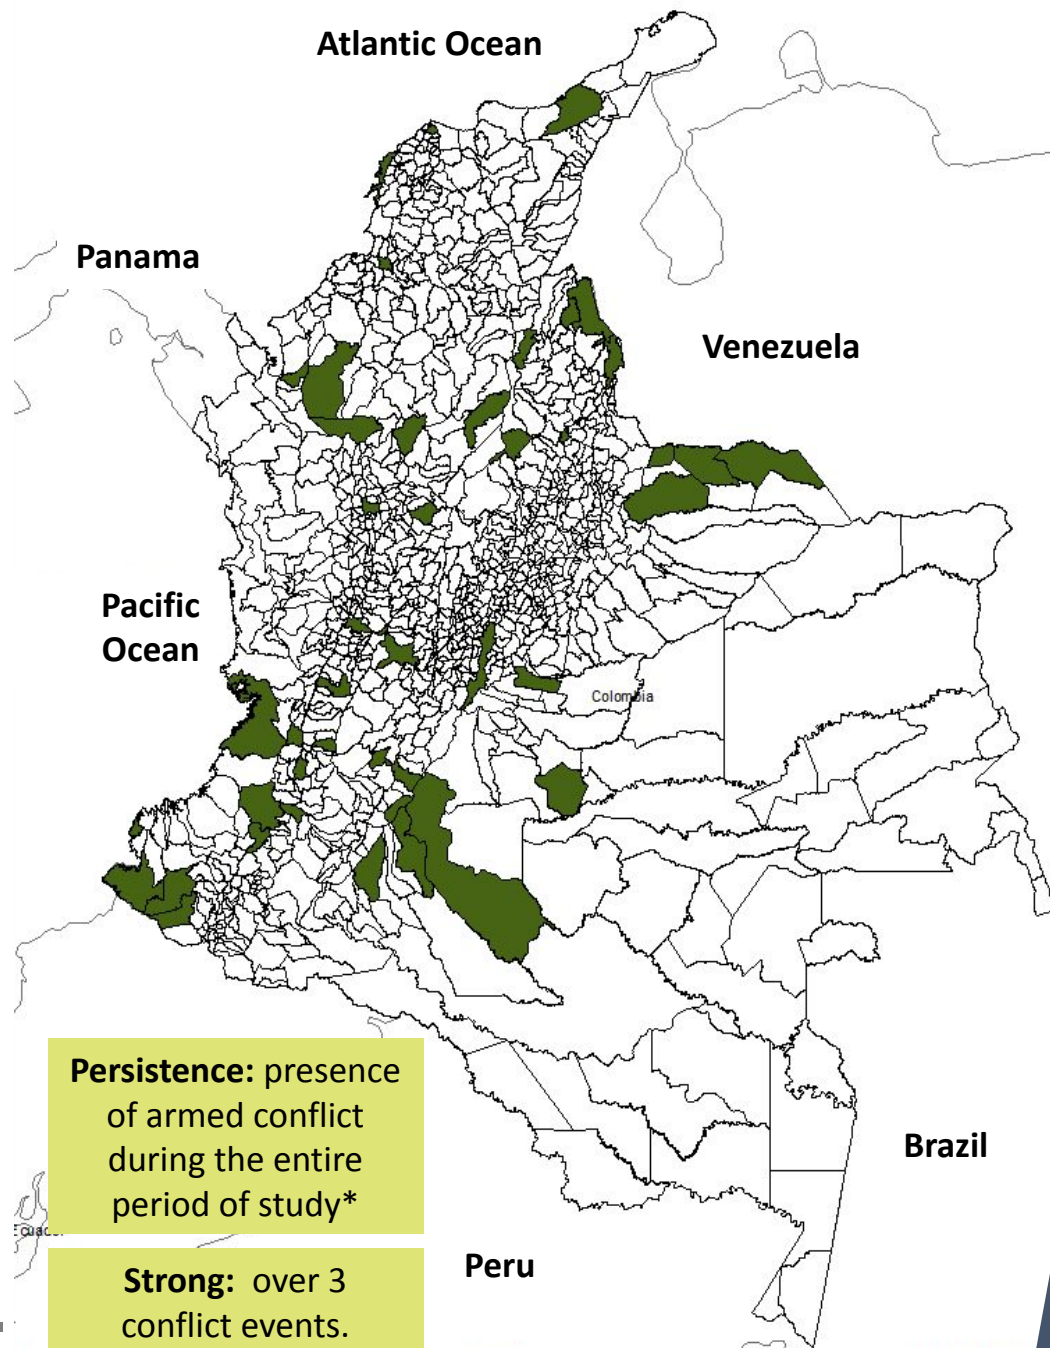 Atlantic Ocean
Panama
Venezuela
Pacific
Ocean
Colombia
Persistence: presence
of armed conflict
during the entire
period of study*
Brazil
Strong: over 3
conflict events.
Peru